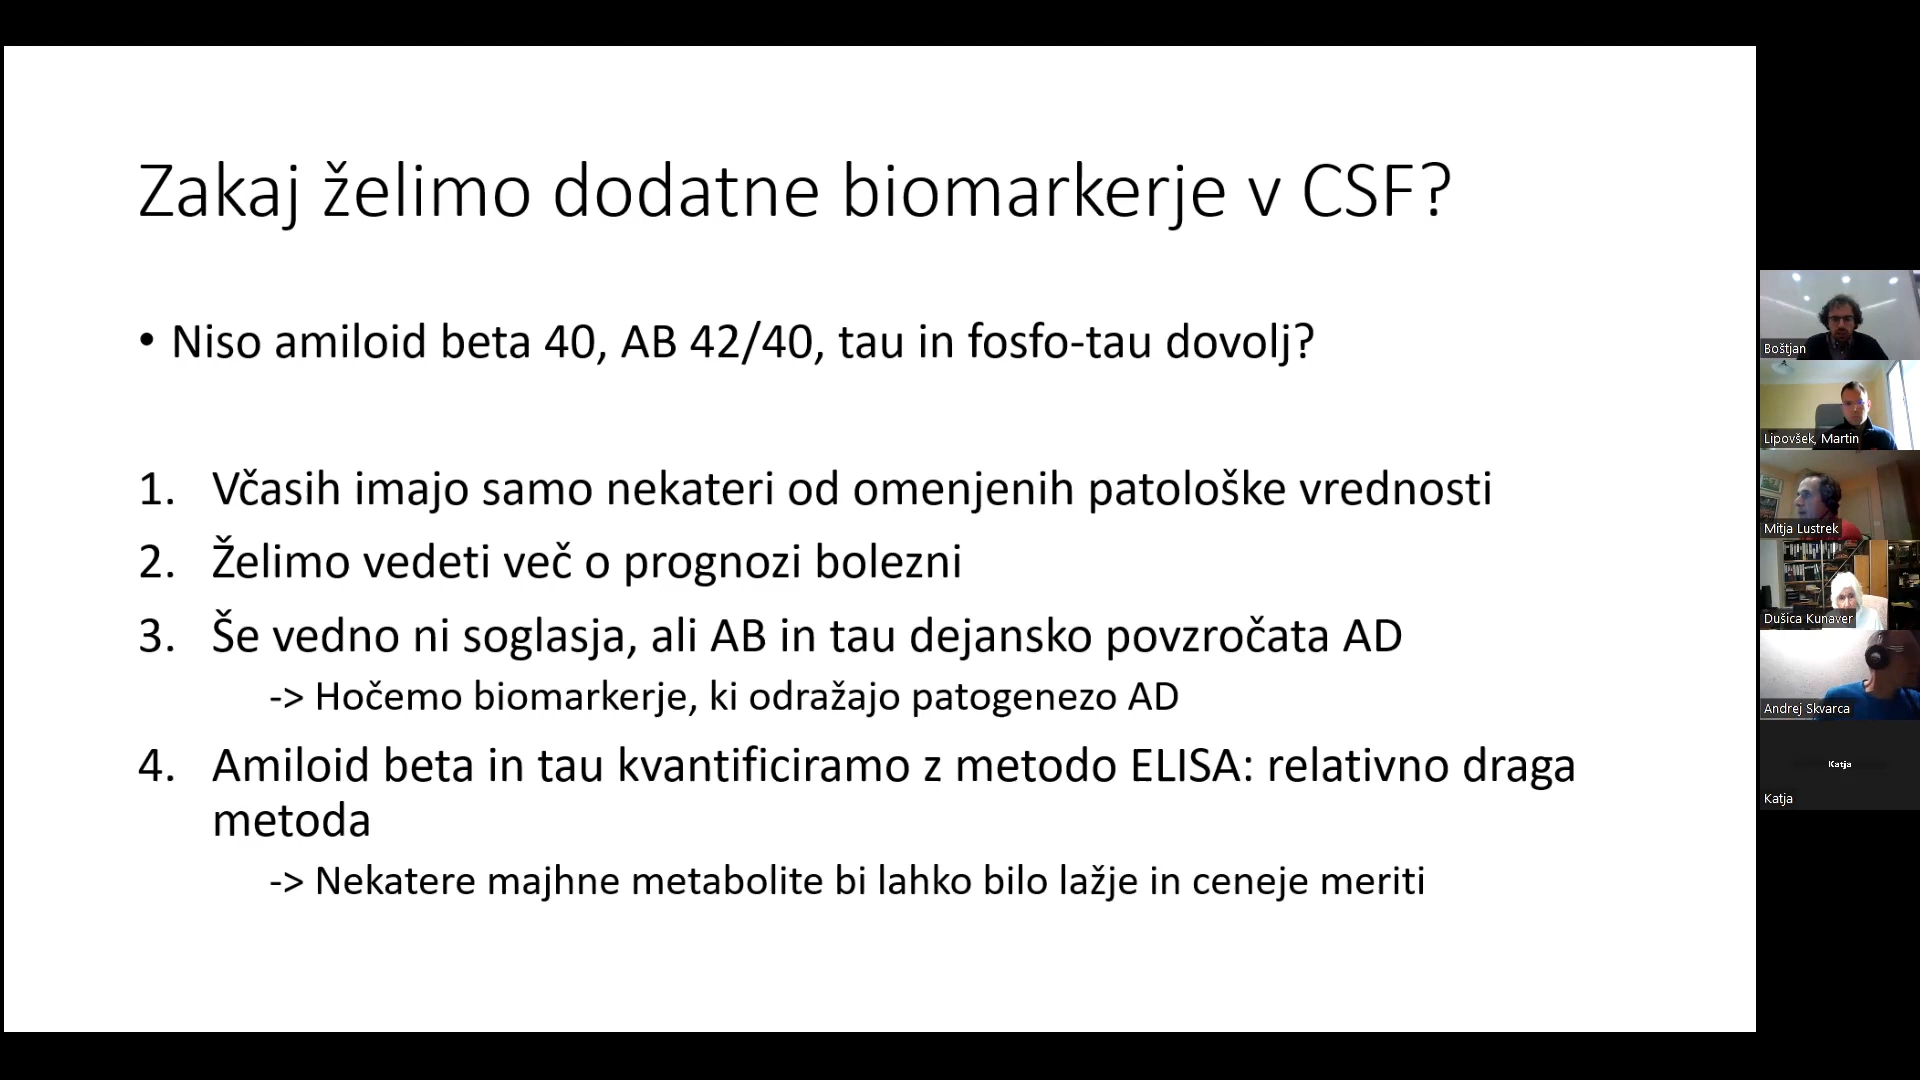 Zakaj želimo dodatne biomarkerje v CSF?
• Niso amiloid beta 40, AB 42/40, tau in fosfo-tau dovolj?
1. Včasih imajo samo nekateri od omenjenih patološke vrednosti
2. Želimo vedeti več o prognozi bolezni
3. Še vedno ni soglasja, ali AB in tau dejansko povzročata AD
-> Hočemo biomarkerje, ki odražajo patogenezo AD
4. Amiloid beta in tau kvantificiramo z metodo ELISA: relativno draga
metoda
-> Nekatere majhne metabolite bi lahko bilo lažje in ceneje meriti
Boštjan
Lipovšek, Martin
Mitja Lustrek
Dušica Kunaver
Andrej Skvarca
Katja
Katja